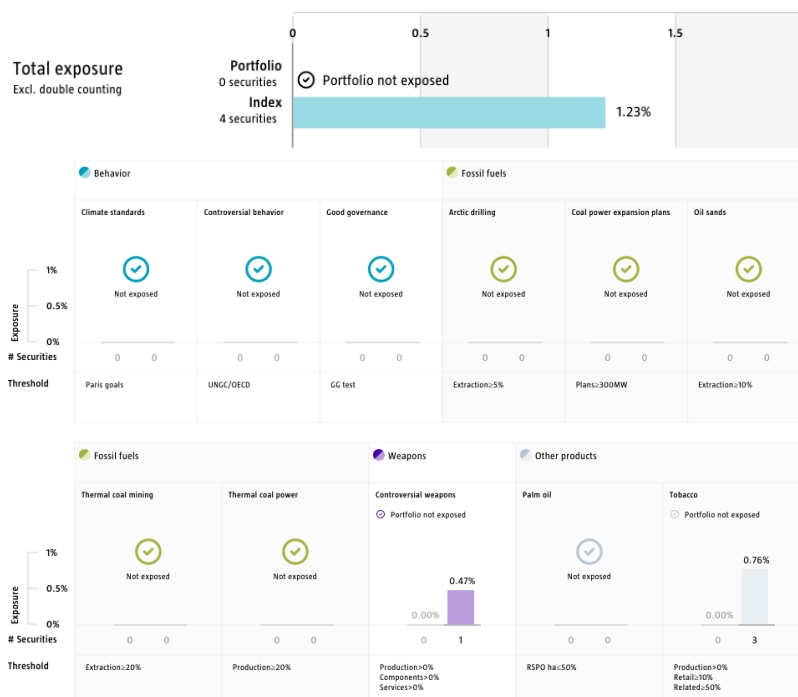 0 0.5 1 1.5
Total exposure
Excl. double counting
Portfolio
0 securities
Portfolio not exposed
Index
4 securities
1.23%
Behavior Fossil fuels
Climate standards Controversial behavior Good governance Arctic drilling Coal power expansion plans Oil sands
Exposure
1%
0.5%
0%
Not exposed Not exposed Not exposed Not exposed Not exposed Not exposed
# Securities 0 0 0 0 0 0 0 0 0 0 0 0
Threshold Paris goals UNGC/OECD GG test Extraction≥5% Plans≥300MW Extraction≥10%
Fossil fuels Weapons Other products
Thermal coal mining Thermal coal power Controversial weapons Palm oil Tobacco
Portfolio not exposed Portfolio not exposed
Exposure
1%
0.5%
0%
Not exposed Not exposed 0.00% 0.47% Not exposed 0.00% 0.76%
# Securities 0 0 0 0 0 1 0 0 0 3
Threshold Extraction≥20% Production≥20% Production>0% RSPO ha≤50% Production>0%
Components>0% Retail≥10%
Services>0% Related≥50%